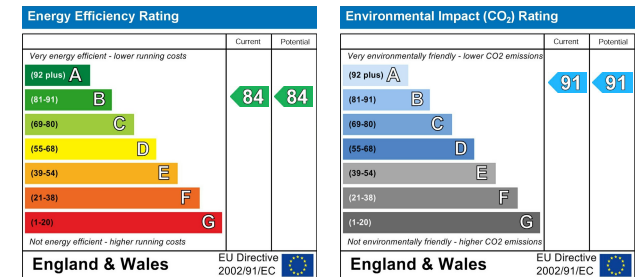 Energy Efficiency Rating
Current Potential
Very energy efficient - lower running costs
(92 plus) A
(81-91) B
84 84
(69-80) C
(55-68) D
(39-54) E
(21-38) F
(1-20) G
Not energy efficient - higher running costs
England & Wales
EU Directive
2002/91/EC
Environmental Impact (CO2) Rating
Current Potential
Very environmentally friendly - lower CO2 emissions
(92 plus) A
91 91
(81-91) B
(69-80) C
(55-68) D
(39-54) E
(21-38) F
(1-20) G
Not environmentally friendly - higher CO2 emissions
England & Wales
EU Directive
2002/91/EC